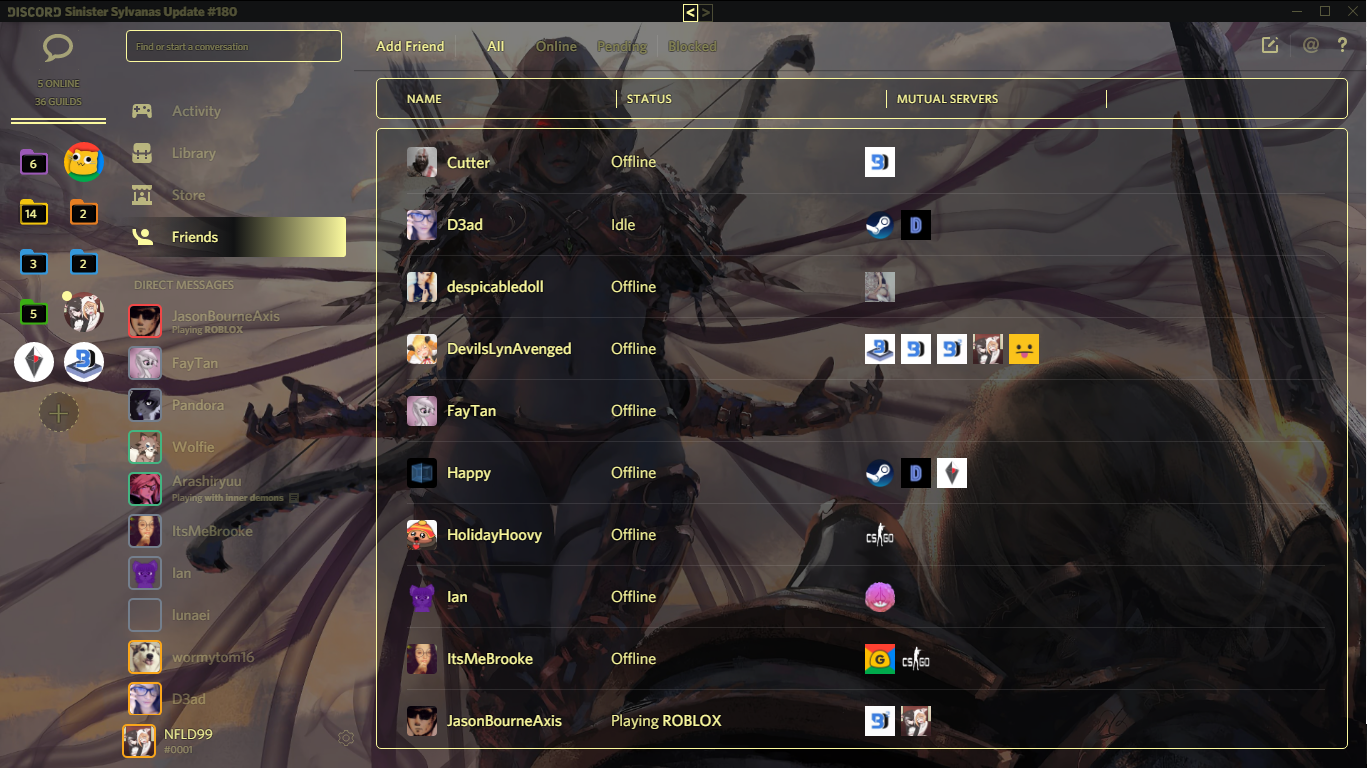 DISCORD Sinister Sylvanas Update #180
< >
Find or start a conversation
5 ONLINE
36 GUILDS
6
14
2
3
2
5
Activity
Library
Store
Friends
DIRECT MESSAGES
JasonBourneAxis
Playing ROBLOX
FayTan
Pandora
Wolfie
Arashiryuu
Playing with inner demons
ItsMeBrooke
Ian
lunaei
wormytom16
D3ad
NFLD99
#0001
Add Friend All Online Pending Blocked
@ ?
NAME STATUS MUTUAL SERVERS
Cutter Offline
D3ad Idle D
despicabledoll Offline
DevilsLynAvenged Offline
FayTan Offline
Happy Offline D
HolidayHoovy Offline CS GO
Ian Offline
ItsMeBrooke Offline G CS GO
JasonBourneAxis Playing ROBLOX